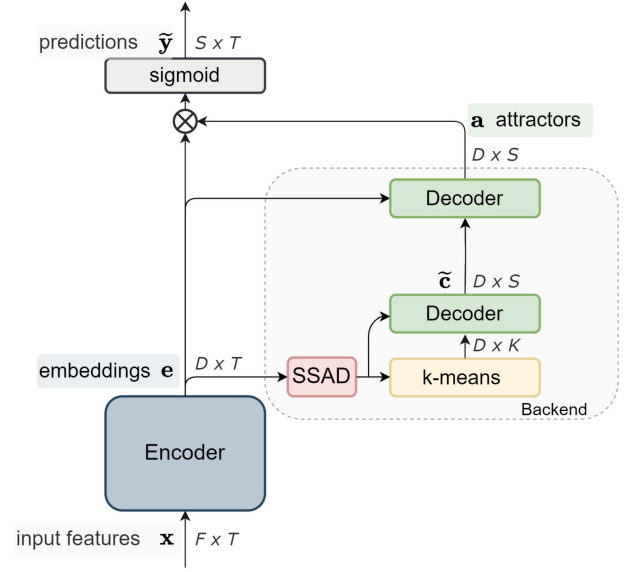 predictions ỹ S x T
sigmoid
⊗
a attractors
D x S
Decoder
c̃ D x S
Decoder
D x K
embeddings e D x T
SSAD
k-means
Backend
Encoder
input features x F x T